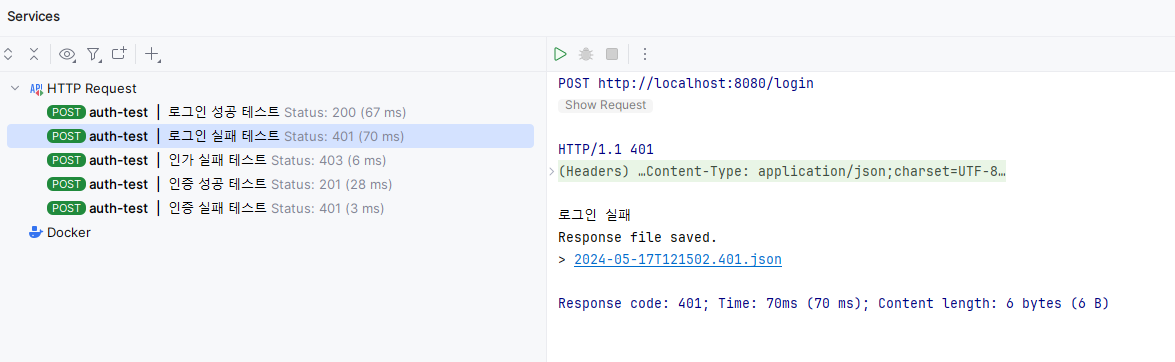 Services
HTTP Request
POST auth-test | 로그인 성공 테스트 Status: 200 (67 ms)
POST auth-test | 로그인 실패 테스트 Status: 401 (70 ms)
POST auth-test | 인가 실패 테스트 Status: 403 (6 ms)
POST auth-test | 인증 성공 테스트 Status: 201 (28 ms)
POST auth-test | 인증 실패 테스트 Status: 401 (3 ms)
Docker
POST http://localhost:8080/login
Show Request
HTTP/1.1 401
(Headers) …Content-Type: application/json;charset=UTF-8…
로그인 실패
Response file saved.
> 2024-05-17T121502.401.json
Response code: 401; Time: 70ms (70 ms); Content length: 6 bytes (6 B)